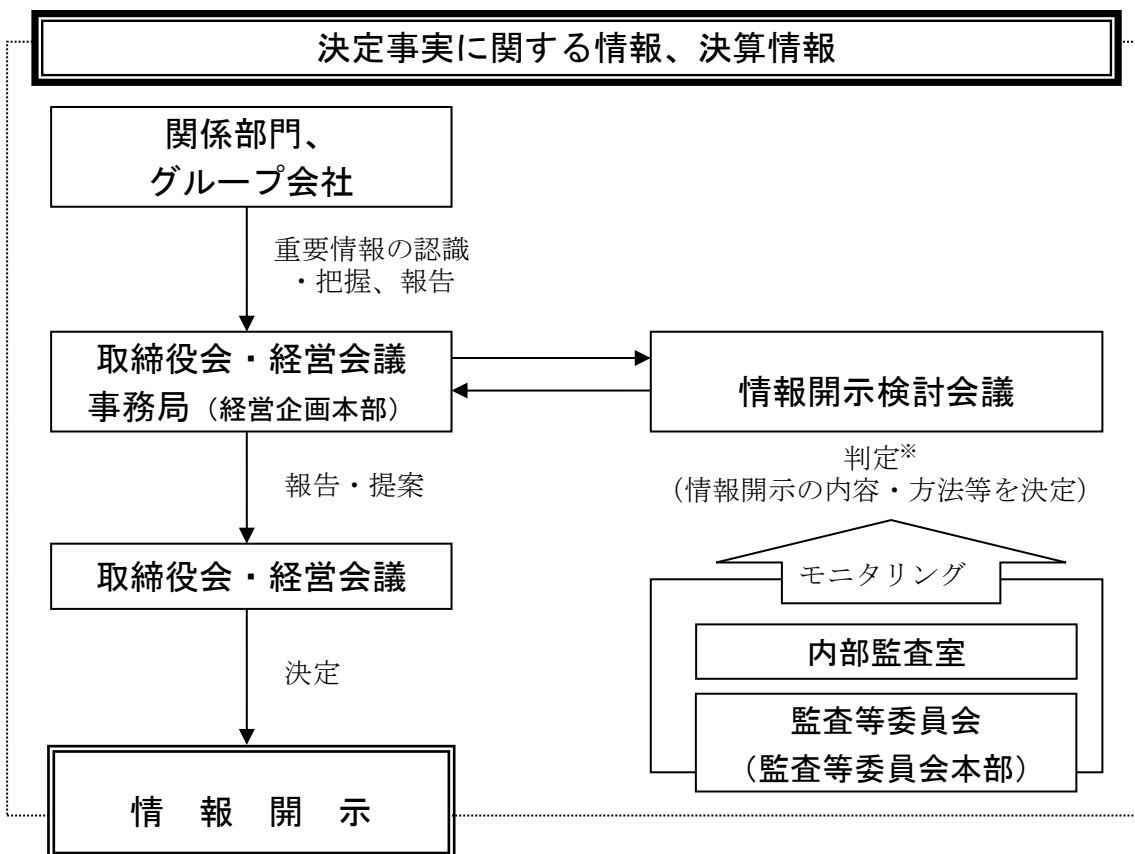 決定事実に関する情報、決算情報
関係部門、
グループ会社
重要情報の認識
・把握、報告
取締役会・経営会議
事務局（経営企画本部）
情報開示検討会議
判定※
（情報開示の内容・方法等を決定）
報告・提案
取締役会・経営会議
モニタリング
内部監査室
監査等委員会
（監査等委員会本部）
決定
情　報　開　示